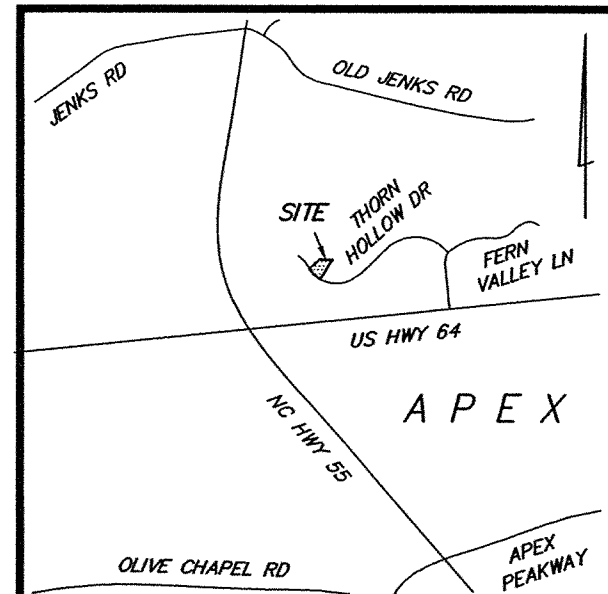 JENKS RD
OLD JENKS RD
SITE
THORN
HOLLOW DR
FERN
VALLEY LN
US HWY 64
APEX
NC HWY 55
OLIVE CHAPEL RD
APEX
PEAKWAY